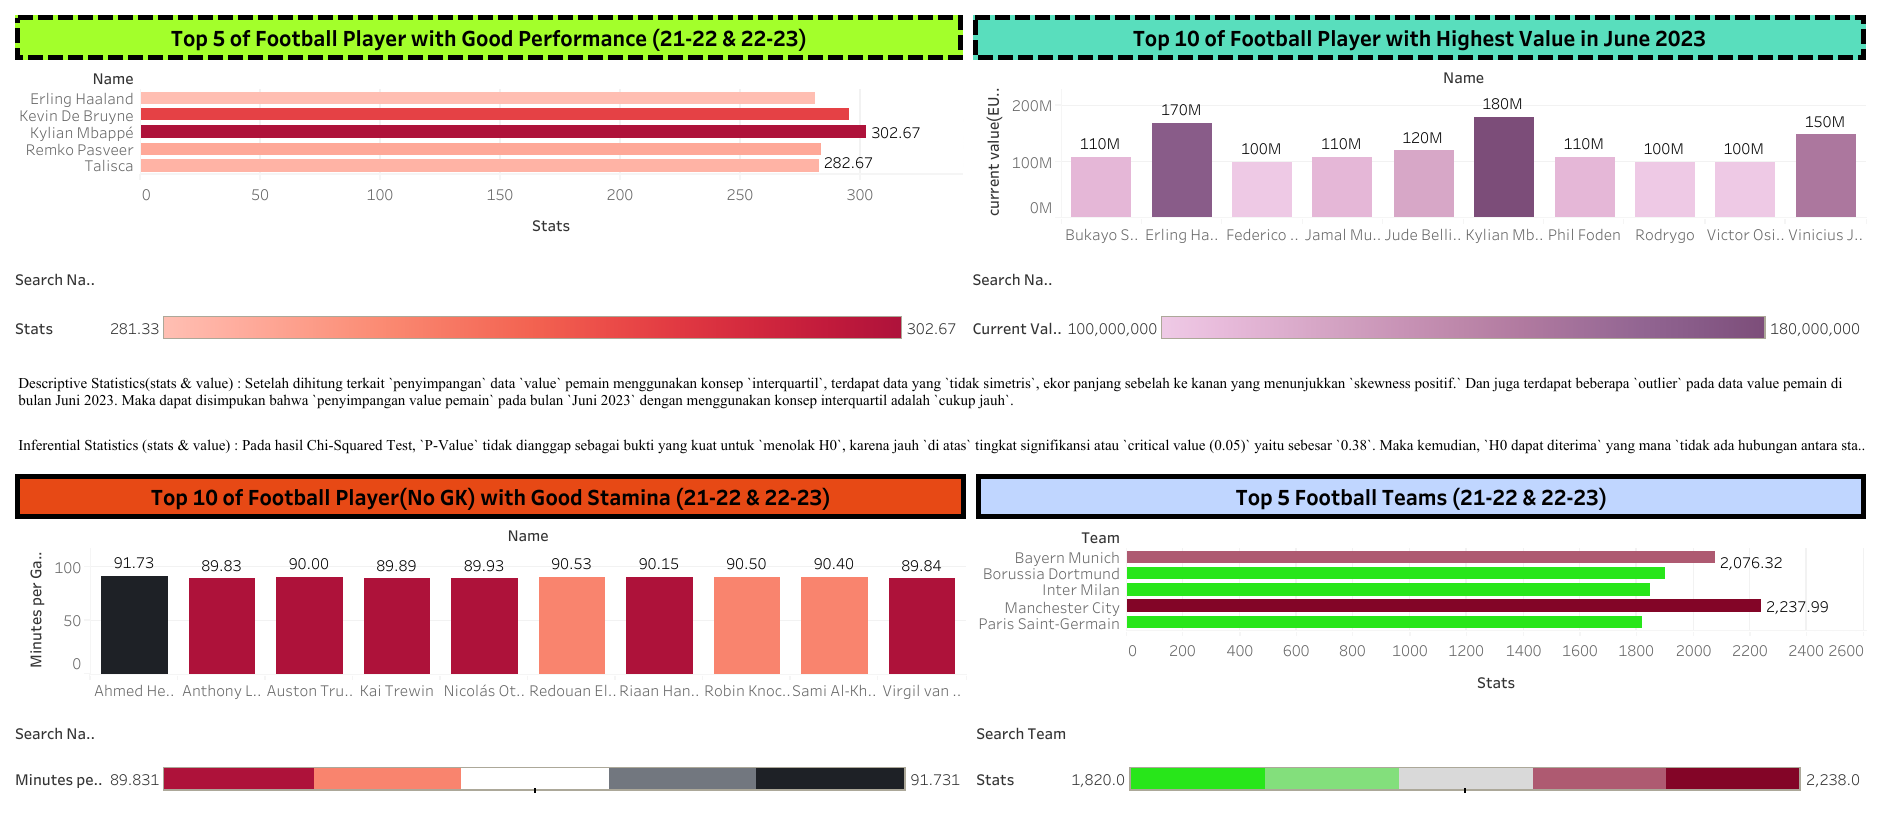 Top 5 of Football Player with Good Performance (21-22 & 22-23)
Name
Erling Haaland
Kevin De Bruyne
Kylian Mbappé
302.67
Remko Pasveer
Talisca
282.67
0 50 100 150 200 250 300
Stats
Search Na..
Stats 281.33 302.67
Top 10 of Football Player with Highest Value in June 2023
Name
current value(EU..
200M
100M
0M
110M 170M 100M 110M 120M 180M 110M 100M 100M 150M
Bukayo S.. Erling Ha.. Federico .. Jamal Mu.. Jude Belli.. Kylian Mb.. Phil Foden Rodrygo Victor Osi.. Vinicius J..
Search Na..
Current Val.. 100,000,000 180,000,000
Descriptive Statistics(stats & value) : Setelah dihitung terkait `penyimpangan` data `value` pemain menggunakan konsep `interquartil`, terdapat data yang `tidak simetris`, ekor panjang sebelah ke kanan yang menunjukkan `skewness positif.` Dan juga terdapat beberapa `outlier` pada data value pemain di
bulan Juni 2023. Maka dapat disimpukan bahwa `penyimpangan value pemain` pada bulan `Juni 2023` dengan menggunakan konsep interquartil adalah `cukup jauh`.
Inferential Statistics (stats & value) : Pada hasil Chi-Squared Test, `P-Value` tidak dianggap sebagai bukti yang kuat untuk `menolak H0`, karena jauh `di atas` tingkat signifikansi atau `critical value (0.05)` yaitu sebesar `0.38`. Maka kemudian, `H0 dapat diterima` yang mana `tidak ada hubungan antara sta..
Top 10 of Football Player(No GK) with Good Stamina (21-22 & 22-23)
Name
Minutes per Ga..
100
50
0
91.73 89.83 90.00 89.89 89.93 90.53 90.15 90.50 90.40 89.84
Ahmed He.. Anthony L.. Auston Tru.. Kai Trewin Nicolás Ot.. Redouan El.. Riaan Han.. Robin Knoc.. Sami Al-Kh.. Virgil van ..
Search Na..
Minutes pe.. 89.831 91.731
Top 5 Football Teams (21-22 & 22-23)
Team
Bayern Munich
2,076.32
Borussia Dortmund
Inter Milan
Manchester City
2,237.99
Paris Saint-Germain
0 200 400 600 800 1000 1200 1400 1600 1800 2000 2200 2400 2600
Stats
Search Team
Stats 1,820.0 2,238.0